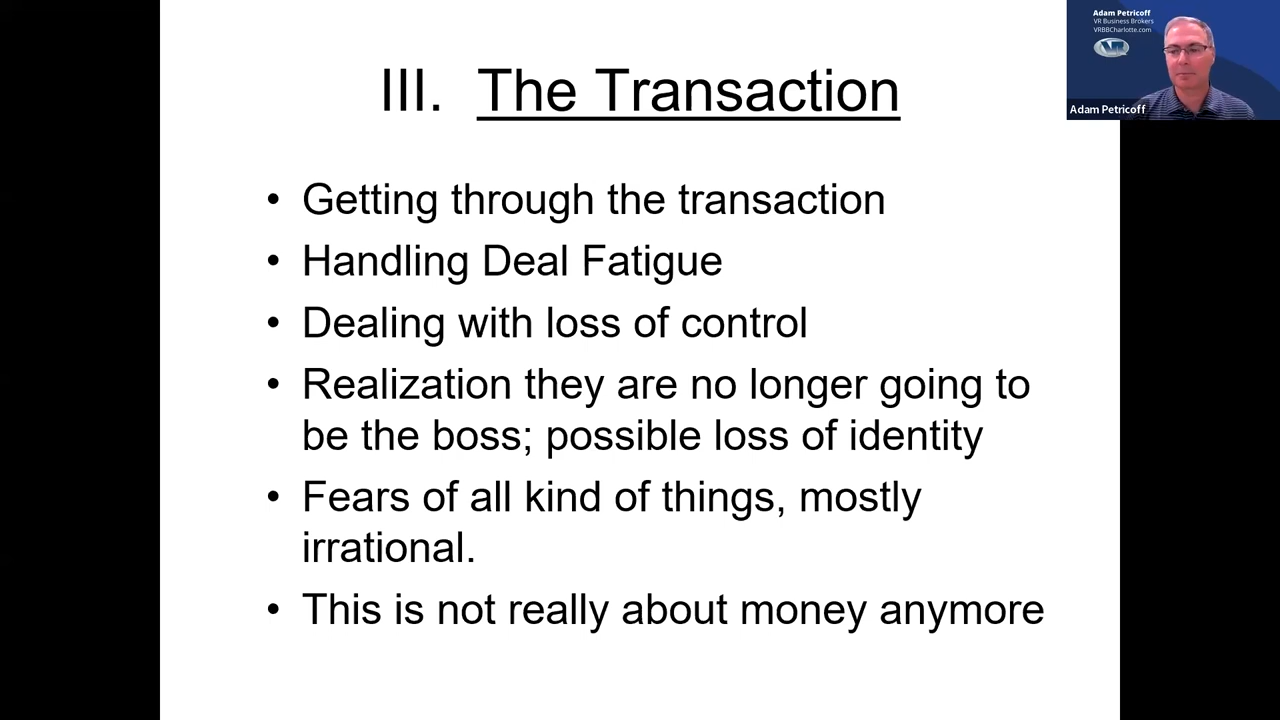 Adam Petricoff
VR Business Brokers
VRBBCharlotte.com
VR
Adam Petricoff
III. The Transaction
• Getting through the transaction
• Handling Deal Fatigue
• Dealing with loss of control
• Realization they are no longer going to
be the boss; possible loss of identity
• Fears of all kind of things, mostly
irrational.
• This is not really about money anymore